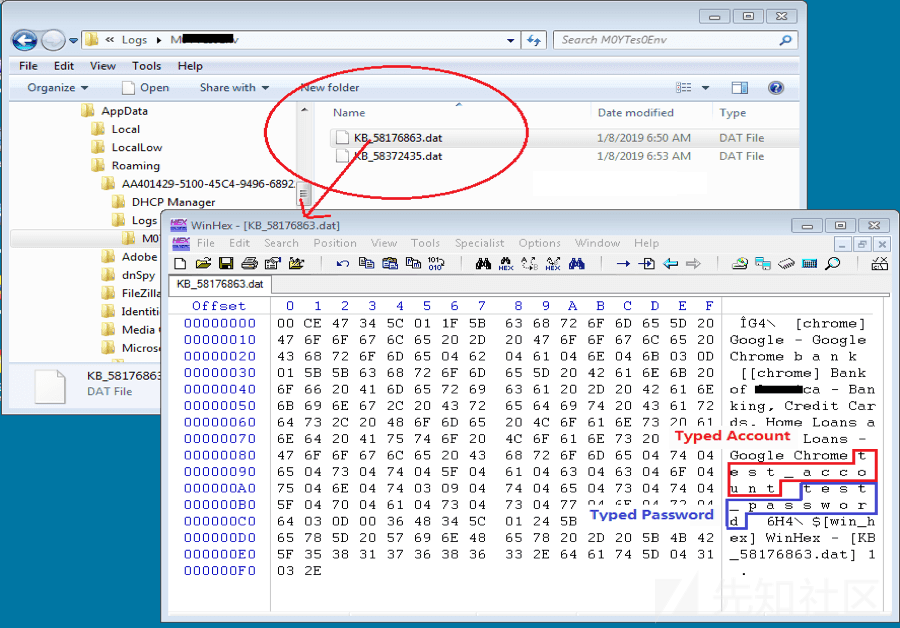 « Logs ▸ M
Search M0YTes0Env
File Edit View Tools Help
Organize Open Share with New folder
AppData
Local
LocalLow
Roaming
AA401429-5100-45C4-9496-6892
DHCP Manager
Logs
M0
Adobe
dnSpy
FileZilla
Identiti
Media
Micros
Name Date modified Type
KB_58176863.dat 1/8/2019 6:50 AM DAT File
KB_58372435.dat 1/8/2019 6:53 AM DAT File
KB_58176863
DAT File
WinHex - [KB_58176863.dat]
File Edit Search Position View Tools Specialist Options Window Help
KB_58176863.dat
Offset 0 1 2 3 4 5 6 7 8 9 A B C D E F
00000000 00 CE 47 34 5C 01 1F 5B 63 68 72 6F 6D 65 5D 20 ÎG4\ [chrome]
00000010 47 6F 6F 67 6C 65 20 2D 20 47 6F 6F 67 6C 65 20 Google - Google
00000020 43 68 72 6F 6D 65 04 62 04 61 04 6E 04 6B 03 0D Chrome b a n k
00000030 01 5B 5B 63 68 72 6F 6D 65 5D 20 42 61 6E 6B 20 [[chrome] Bank
00000040 6F 66 20 41 6D 65 72 69 63 61 20 2D 20 42 61 6E of ca - Ban
00000050 6B 69 6E 67 2C 20 43 72 65 64 69 74 20 43 61 72 king, Credit Car
00000060 64 73 2C 20 48 6F 6D 65 20 4C 6F 61 6E 73 20 61 ds, Home Loans a
00000070 6E 64 20 41 75 74 6F 20 4C 6F 61 6E 73 20 Loans -
00000080 47 6F 6F 67 6C 65 20 43 68 72 6F 6D 65 04 74 04 Google Chrome t
00000090 65 04 73 04 74 04 5F 04 61 04 63 04 63 04 6F 04 e s t _ a c c o
000000A0 75 04 6E 04 74 03 09 04 74 04 65 04 73 04 74 04 u n t t e s t
000000B0 5F 04 70 04 61 04 73 04 73 04 77 04 6F 04 72 04 _ p a s s w o r
000000C0 64 03 0D 00 36 48 34 5C 01 24 5B d 6H4\ $[win_h
000000D0 65 78 5D 20 57 69 6E 48 65 78 20 2D 20 5B 4B 42 ex] WinHex - [KB
000000E0 5F 35 38 31 37 36 38 36 33 2E 64 61 74 5D 04 31 _58176863.dat] 1
000000F0 03 2E .
Typed Account
Typed Password
先知社区